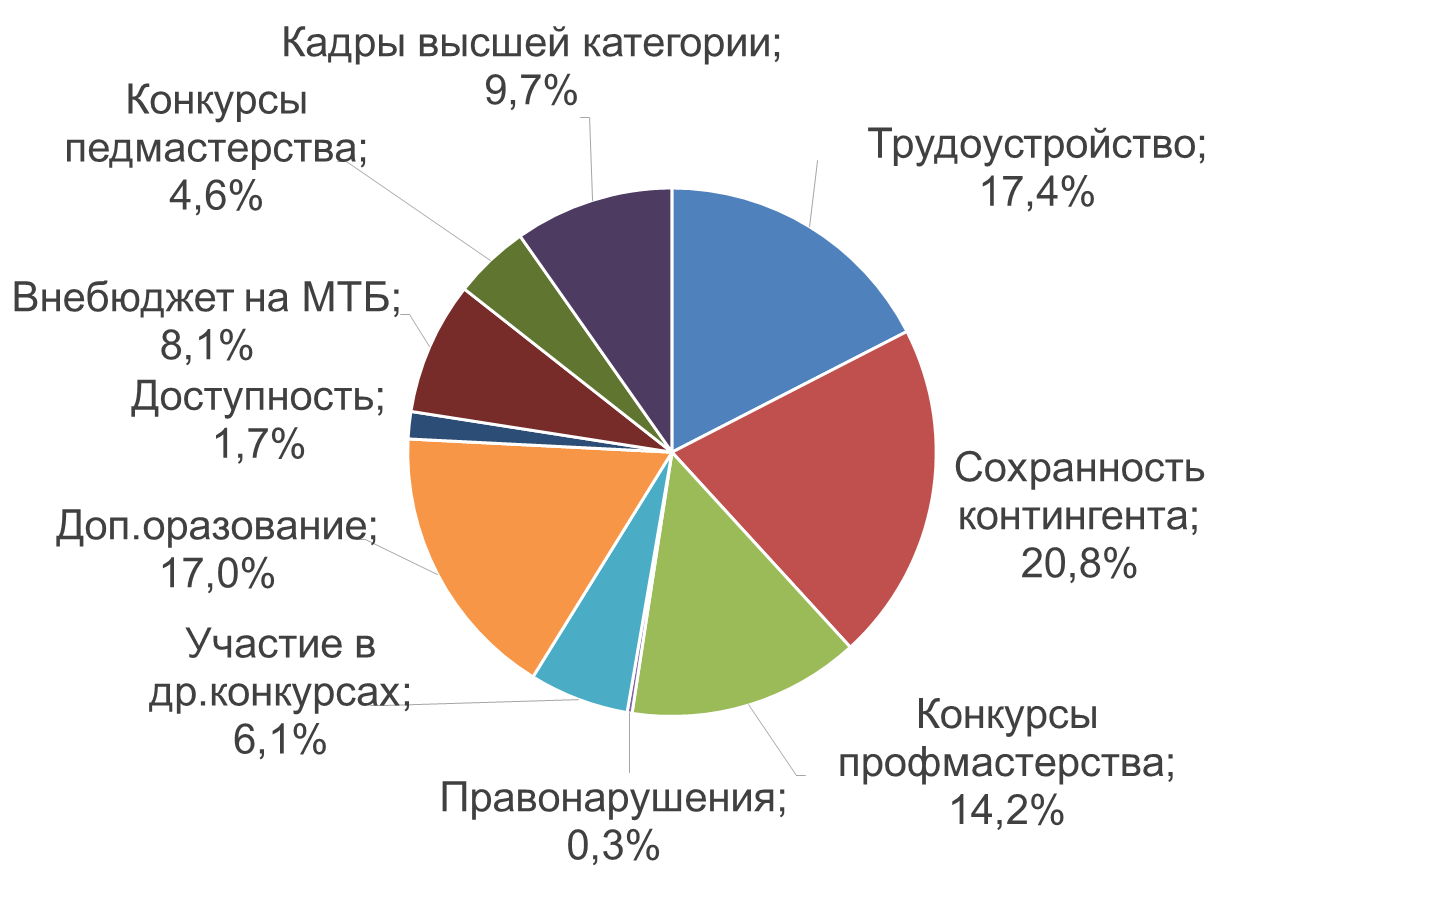 Кадры высшей категории;
9,7%
Конкурсы
педмастерства;
4,6%
Трудоустройство;
17,4%
Внебюджет на МТБ;
8,1%
Доступность;
1,7%
Сохранность
контингента;
20,8%
Доп.оразование;
17,0%
Участие в
др.конкурсах;
6,1%
Конкурсы
профмастерства;
14,2%
Правонарушения;
0,3%